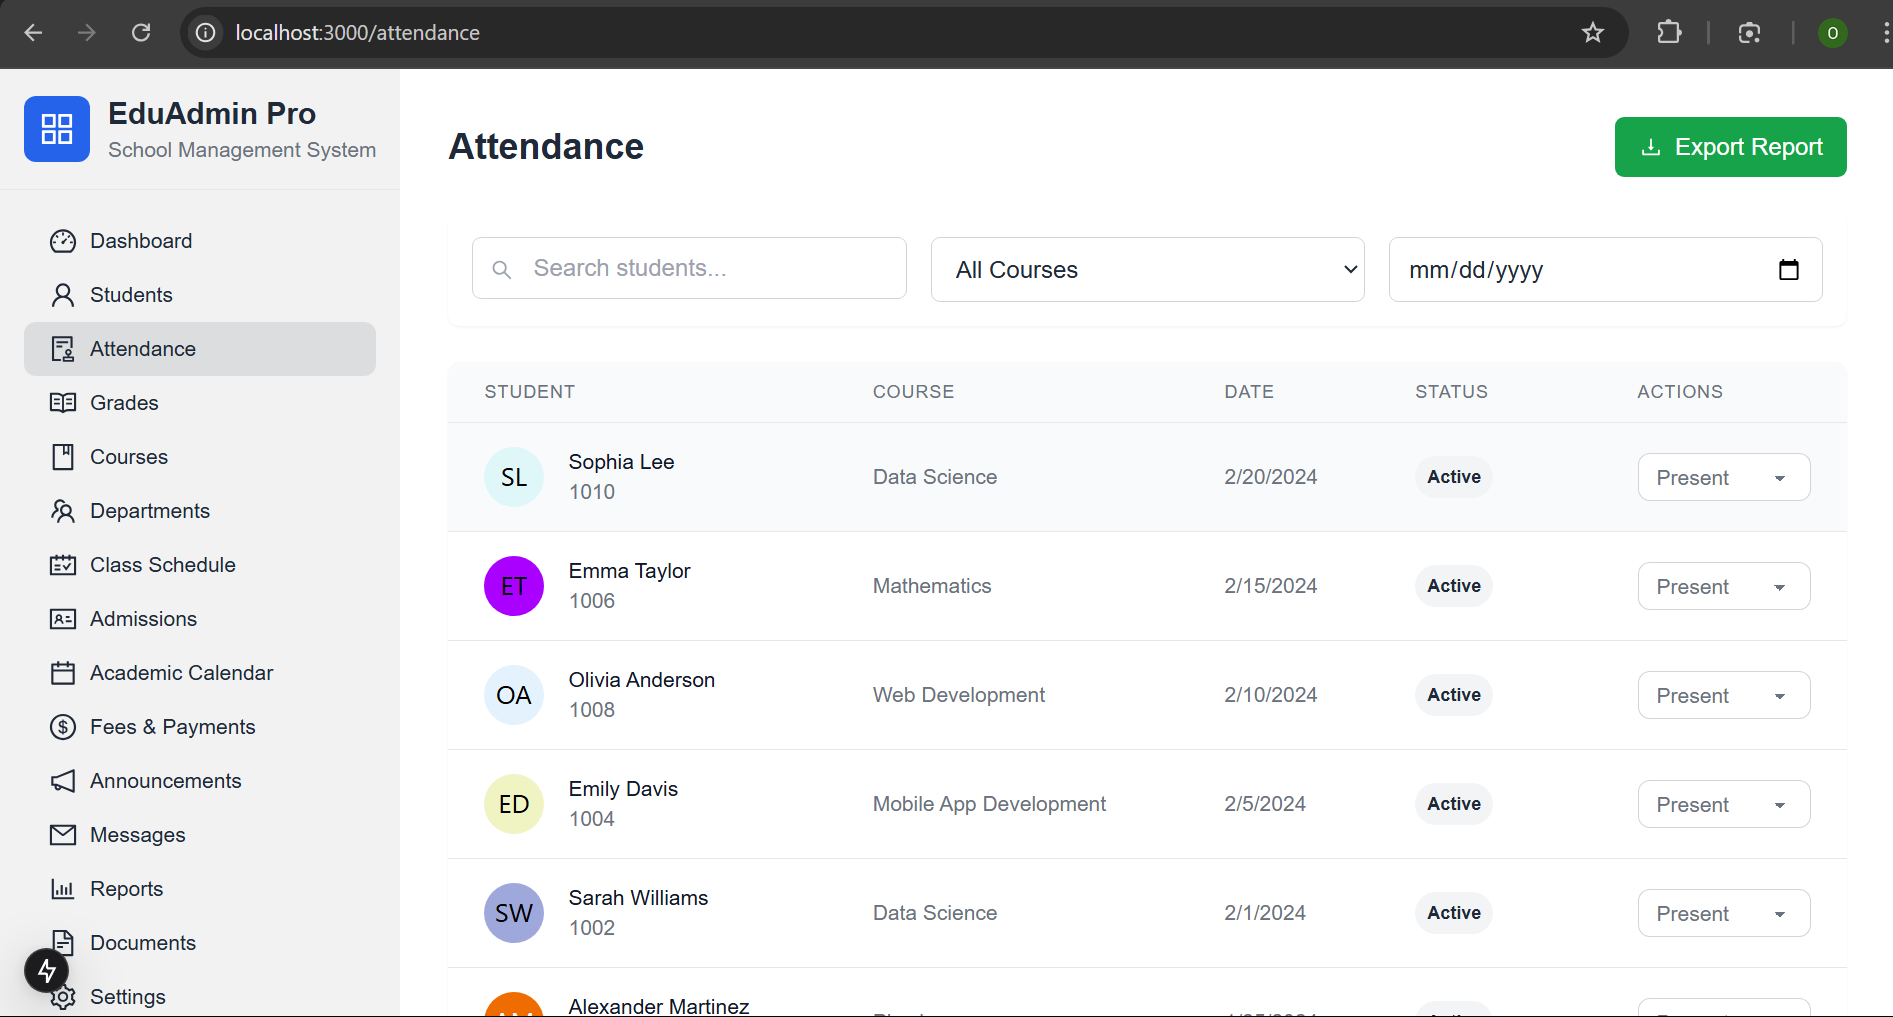 localhost:3000/attendance
O
EduAdmin Pro
School Management System
Dashboard
Students
Attendance
Grades
Courses
Departments
Class Schedule
Admissions
Academic Calendar
Fees & Payments
Announcements
Messages
Reports
Documents
Settings
Attendance
Export Report
Search students...
All Courses
mm/dd/yyyy
STUDENT COURSE DATE STATUS ACTIONS
SL Sophia Lee 1010 Data Science 2/20/2024 Active Present
ET Emma Taylor 1006 Mathematics 2/15/2024 Active Present
OA Olivia Anderson 1008 Web Development 2/10/2024 Active Present
ED Emily Davis 1004 Mobile App Development 2/5/2024 Active Present
SW Sarah Williams 1002 Data Science 2/1/2024 Active Present
Alexander Martinez